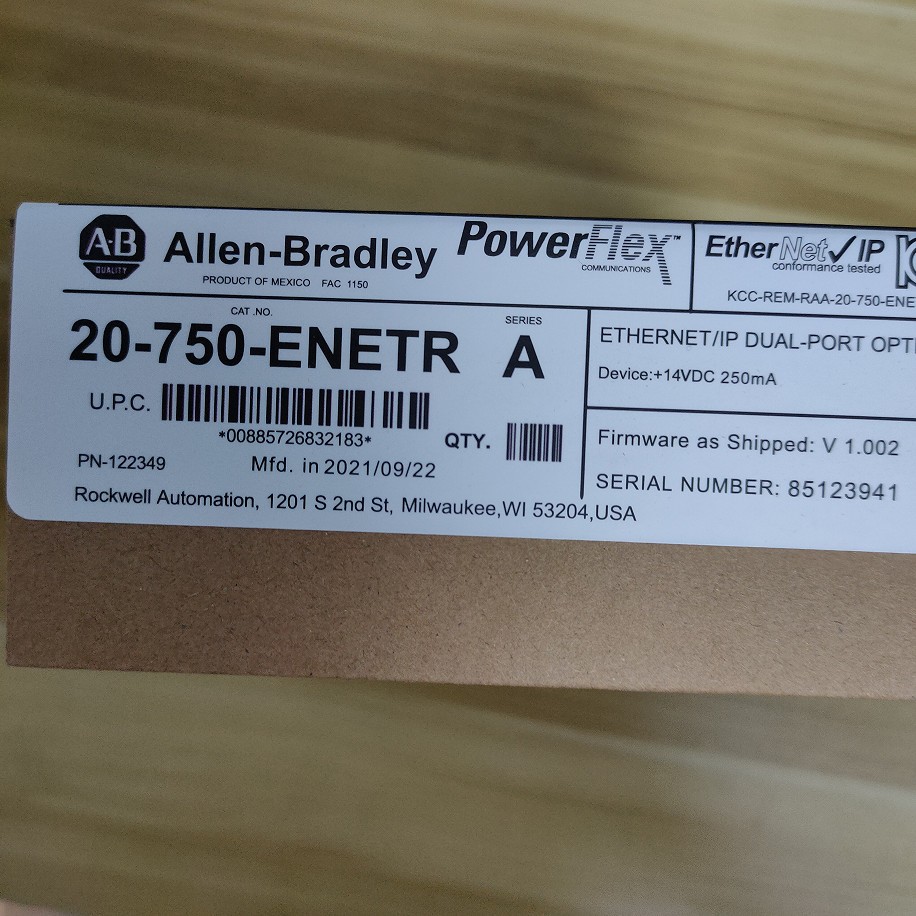 A·B
QUALITY
Allen-Bradley
PRODUCT OF MEXICO FAC 1150
PowerFlex™
COMMUNICATIONS
EtherNet/IP
conformance tested
KCC-REM-RAA-20-750-ENE
CAT .NO.
20-750-ENETR
SERIES
A
ETHERNET/IP DUAL-PORT OPTI
Device:+14VDC 250mA
U.P.C.
*00885726832183*
QTY.
PN-122349
Mfd. in 2021/09/22
Firmware as Shipped: V 1.002
SERIAL NUMBER: 85123941
Rockwell Automation, 1201 S 2nd St, Milwaukee,WI 53204,USA